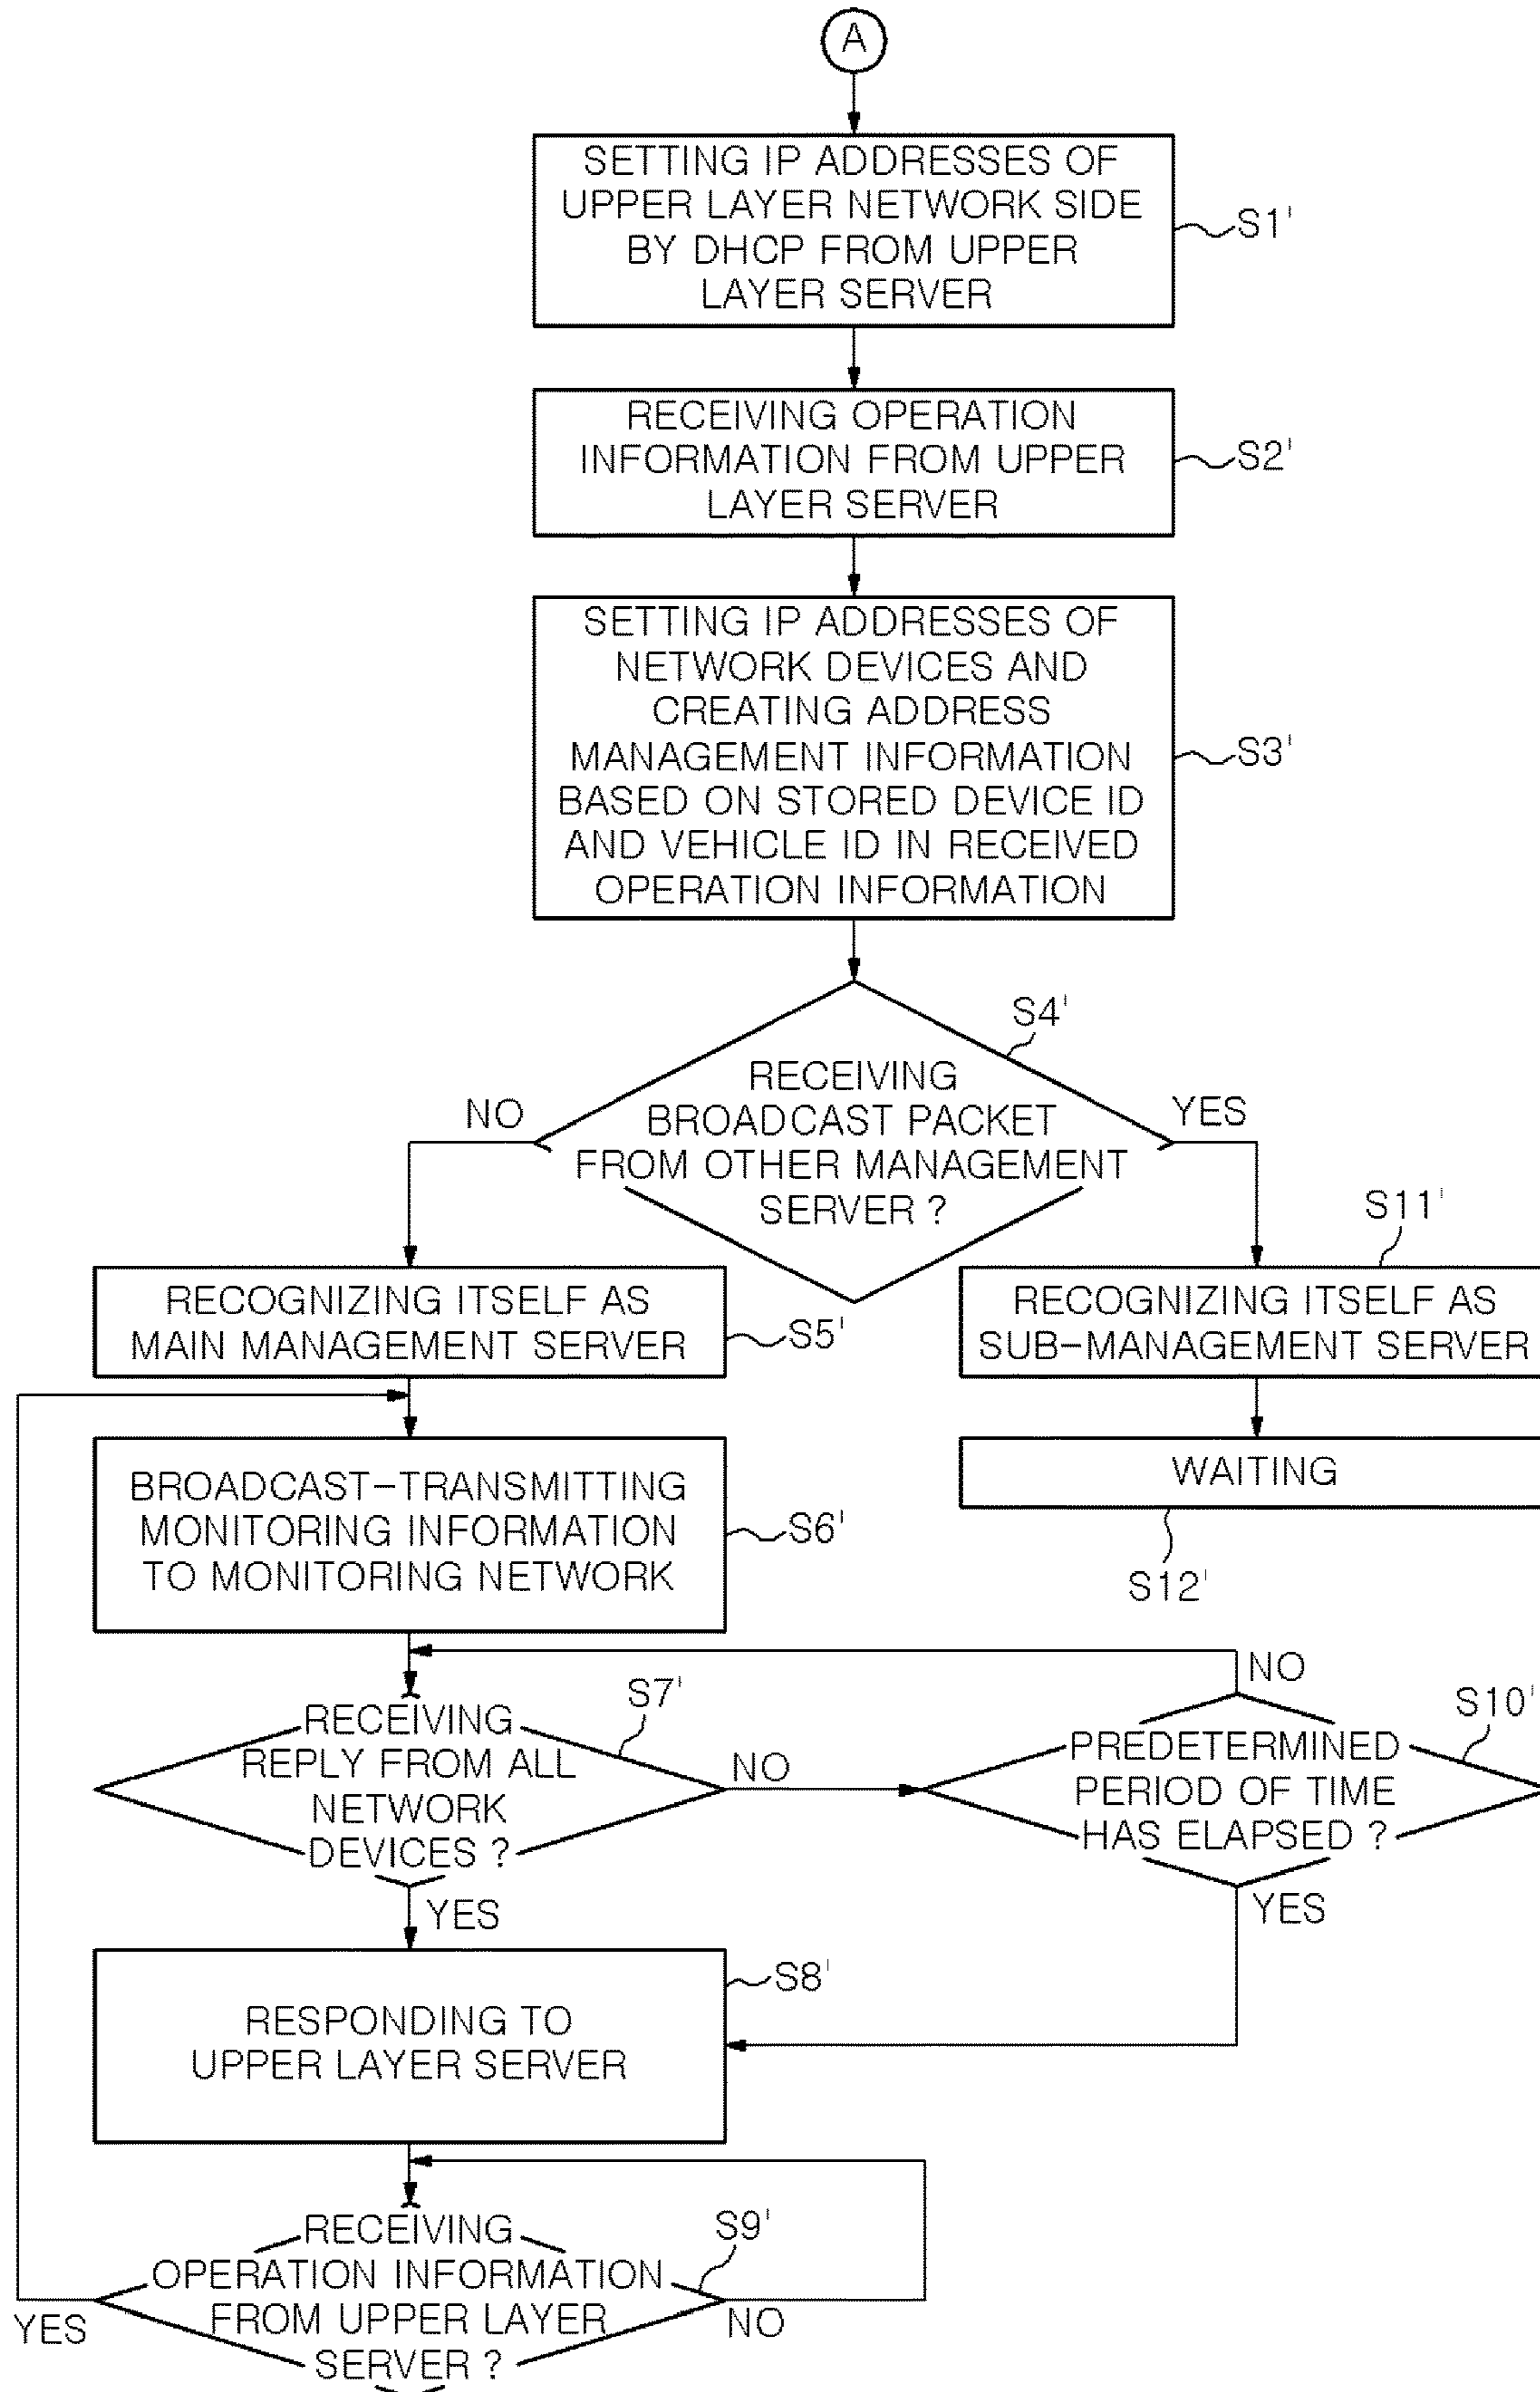 A
SETTING IP ADDRESSES OF
UPPER LAYER NETWORK SIDE
BY DHCP FROM UPPER
LAYER SERVER
S1'
RECEIVING OPERATION
INFORMATION FROM UPPER
LAYER SERVER
S2'
SETTING IP ADDRESSES OF
NETWORK DEVICES AND
CREATING ADDRESS
MANAGEMENT INFORMATION
BASED ON STORED DEVICE ID
AND VEHICLE ID IN RECEIVED
OPERATION INFORMATION
S3'
S4'
RECEIVING
BROADCAST PACKET
FROM OTHER MANAGEMENT
SERVER ?
NO
YES
RECOGNIZING ITSELF AS
MAIN MANAGEMENT SERVER
S5'
S11'
RECOGNIZING ITSELF AS
SUB-MANAGEMENT SERVER
BROADCAST-TRANSMITTING
MONITORING INFORMATION
TO MONITORING NETWORK
S6'
WAITING
S12'
RECEIVING
REPLY FROM ALL
NETWORK
DEVICES ?
S7'
NO
YES
NO
S10'
PREDETERMINED
PERIOD OF TIME
HAS ELAPSED ?
YES
RESPONDING TO
UPPER LAYER SERVER
S8'
RECEIVING
OPERATION INFORMATION
FROM UPPER LAYER
SERVER ?
S9'
YES
NO